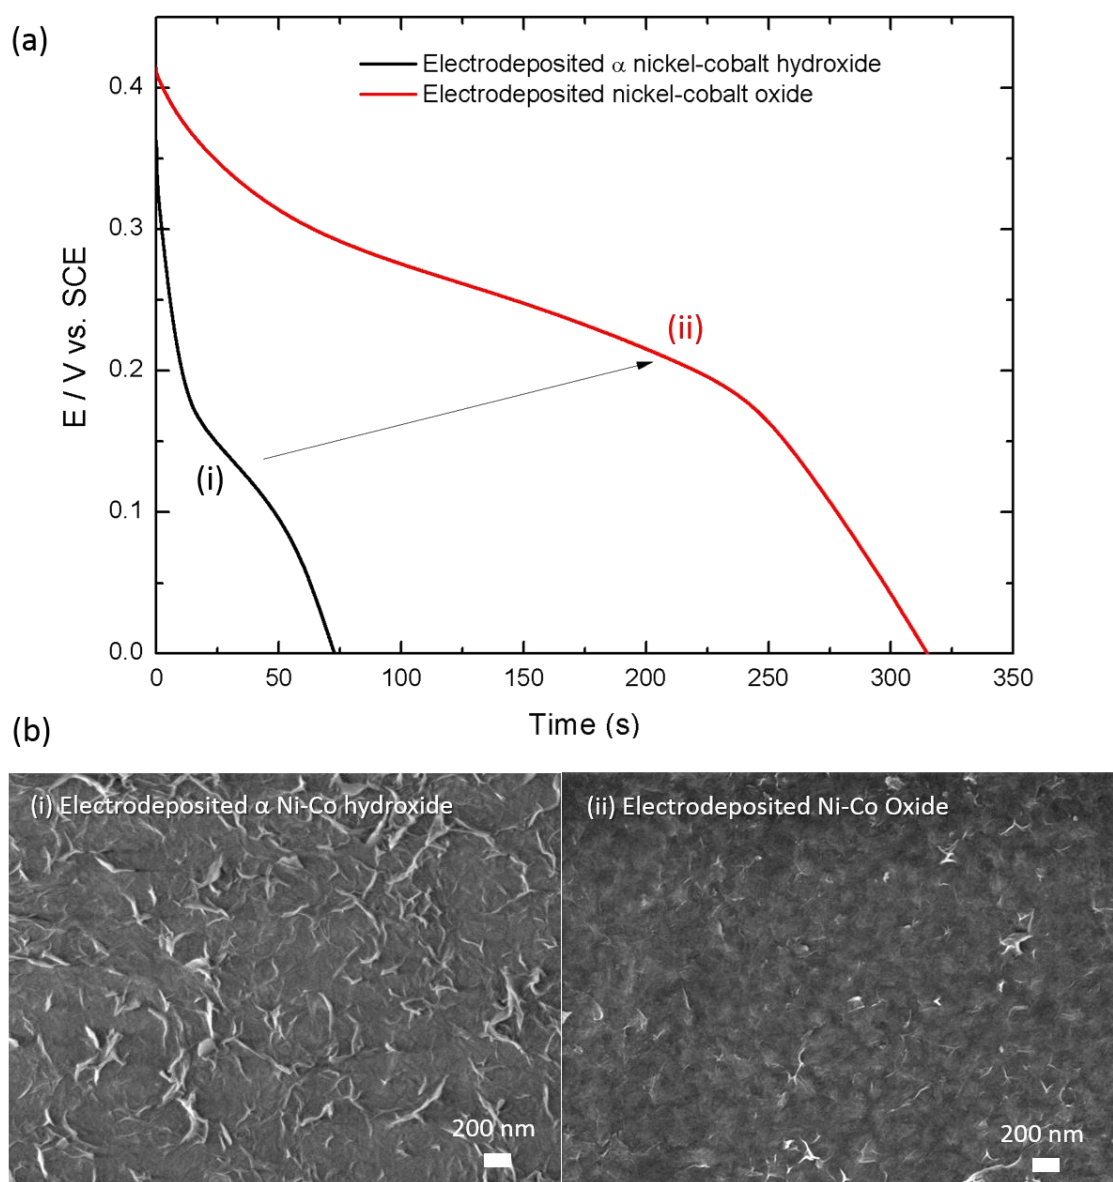 (a)
Electrodeposited α nickel-cobalt hydroxide
Electrodeposited nickel-cobalt oxide
0.4
0.3
0.2
0.1
0.0
E / V vs. SCE
(i)
(ii)
0 50 100 150 200 250 300 350
Time (s)
(b)
(i) Electrodeposited α Ni-Co hydroxide
(ii) Electrodeposited Ni-Co Oxide
200 nm
200 nm